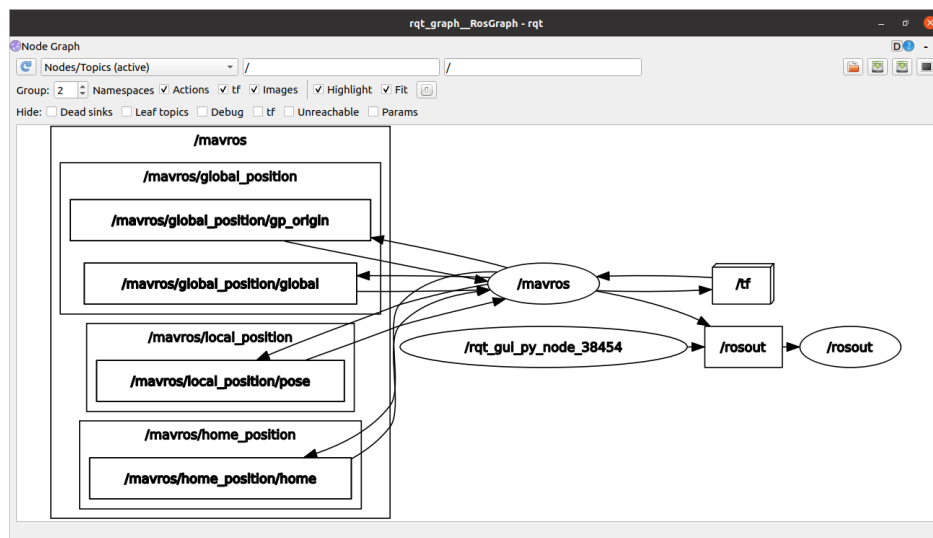 rqt_graph__RosGraph - rqt
Node Graph
D
Nodes/Topics (active)
/
/
Group: 2 Namespaces Actions tf Images Highlight Fit
Hide: Dead sinks Leaf topics Debug tf Unreachable Params
/mavros
/mavros/global_position
/mavros/global_position/gp_origin
/mavros/global_position/global
/mavros/local_position
/mavros/local_position/pose
/mavros/home_position
/mavros/home_position/home
/mavros
/tf
/rqt_gui_py_node_38454
/rosout
/rosout